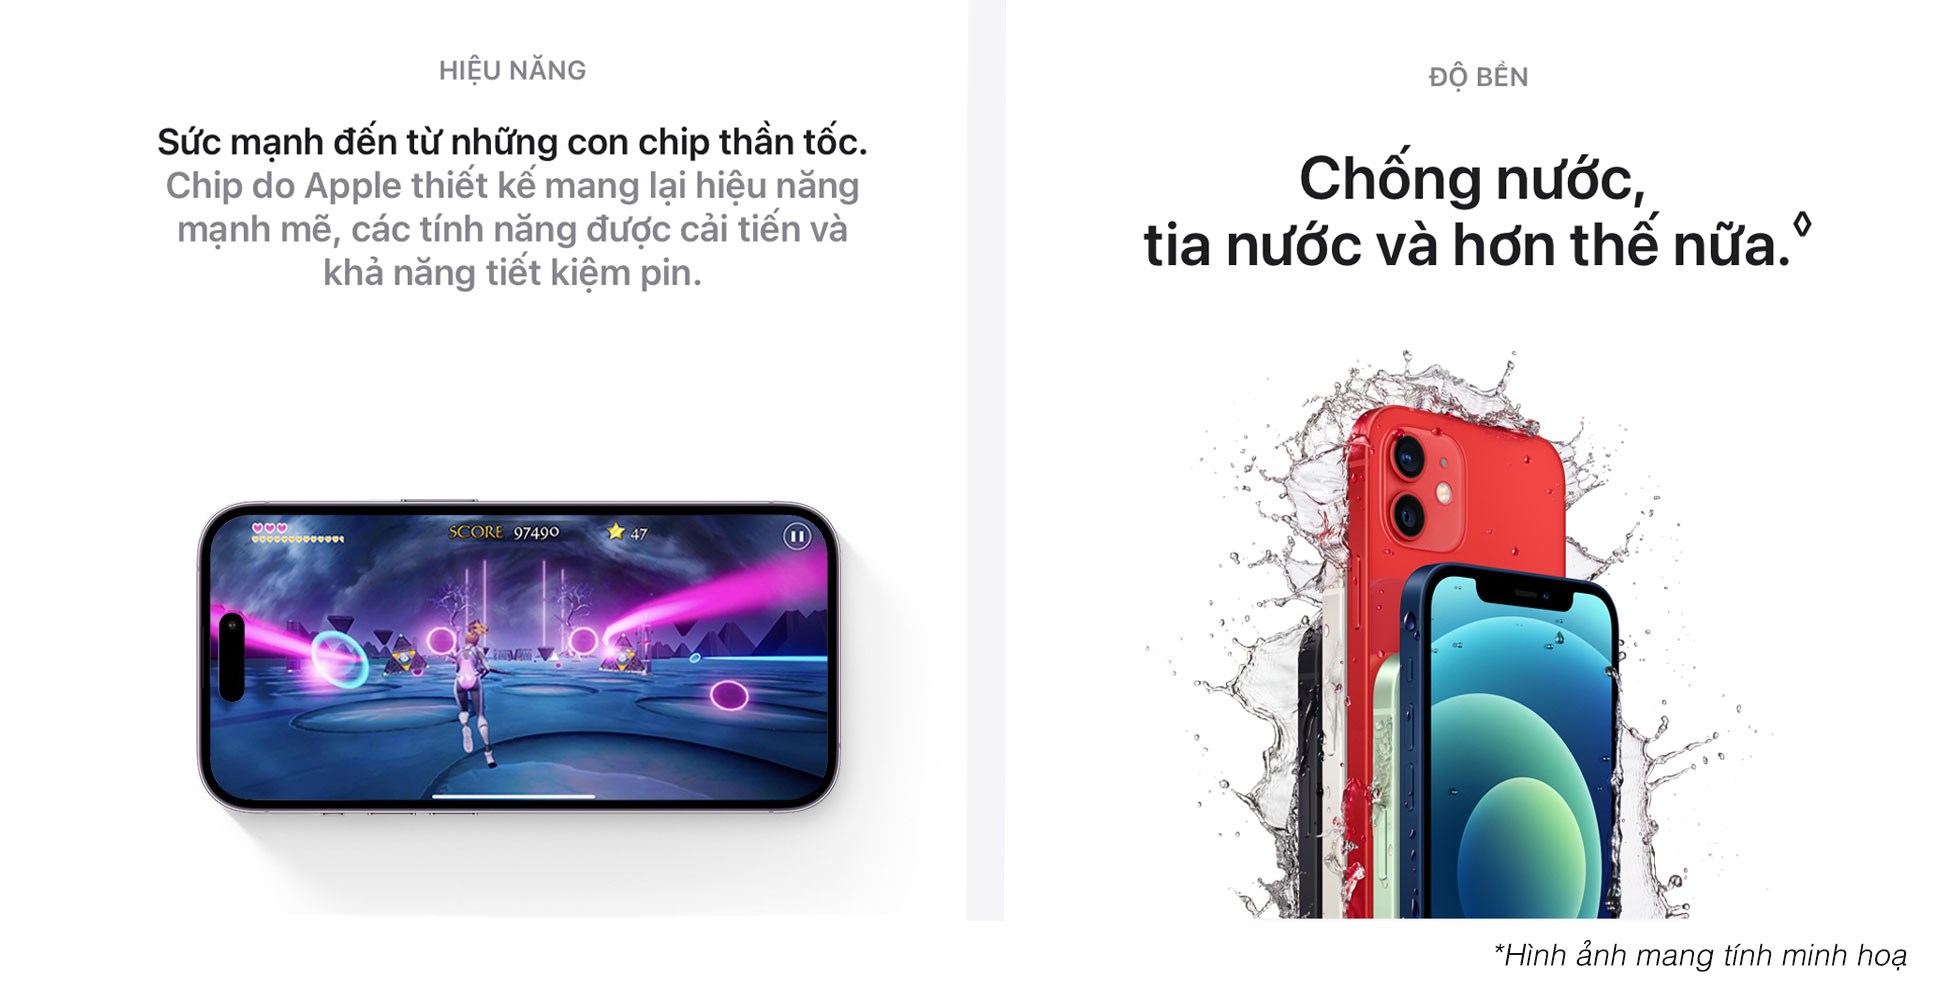 HIỆU NĂNG
Sức mạnh đến từ những con chip thần tốc.
Chip do Apple thiết kế mang lại hiệu năng
mạnh mẽ, các tính năng được cải tiến và
khả năng tiết kiệm pin.
SCORE 97490
47
ĐỘ BỀN
Chống nước,
tia nước và hơn thế nữa.◊
*Hình ảnh mang tính minh hoạ